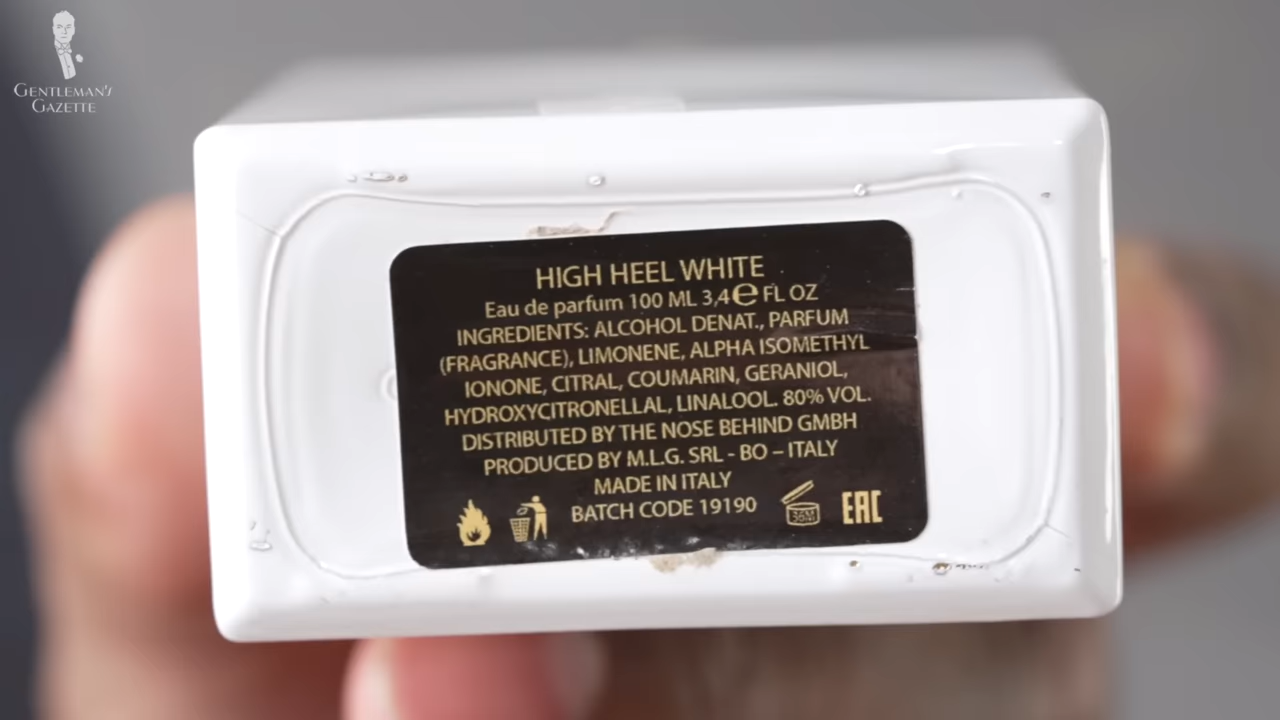 GENTLEMAN'S
GAZETTE
HIGH HEEL WHITE
Eau de parfum 100 ML 3,4 ℮ FL OZ
INGREDIENTS: ALCOHOL DENAT., PARFUM
(FRAGRANCE), LIMONENE, ALPHA ISOMETHYL
IONONE, CITRAL, COUMARIN, GERANIOL,
HYDROXYCITRONELLAL, LINALOOL. 80% VOL.
DISTRIBUTED BY THE NOSE BEHIND GMBH
PRODUCED BY M.L.G. SRL - BO – ITALY
MADE IN ITALY
BATCH CODE 19190
EAC